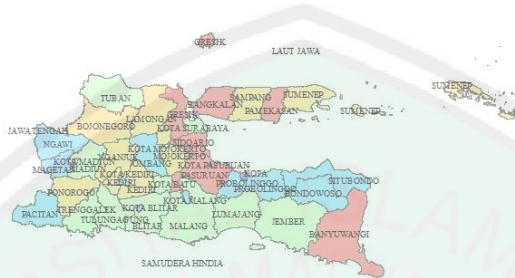 GRESIK
LAUT JAWA
TUBAN
LAMONGAN
GRESIK
BANGKALAN
SAMPANG
PAMEKASAN
SUMENEP
SUMENEP
SUMENEP
JAWA TENGAH
BOJONEGORO
KOTA SURABAYA
NGAWI
SIDOARJO
KOTA MOJOKERTO
MOJOKERTO
NGANJUK
JOMBANG
KOTA MADIUN
MADIUN
MAGETAN
KOTA PASURUAN
PASURUAN
KOTA KEDIRI
KEDIRI
KOTA BATU
KOTA
PROBOLINGGO
PROBOLINGGO
SITUBONDO
BONDOWOSO
PONOROGO
KOTA MALANG
KOTA BLITAR
PACITAN
TRENGGALEK
TULUNGAGUNG
BLITAR
MALANG
LUMAJANG
JEMBER
BANYUWANGI
SAMUDERA HINDIA